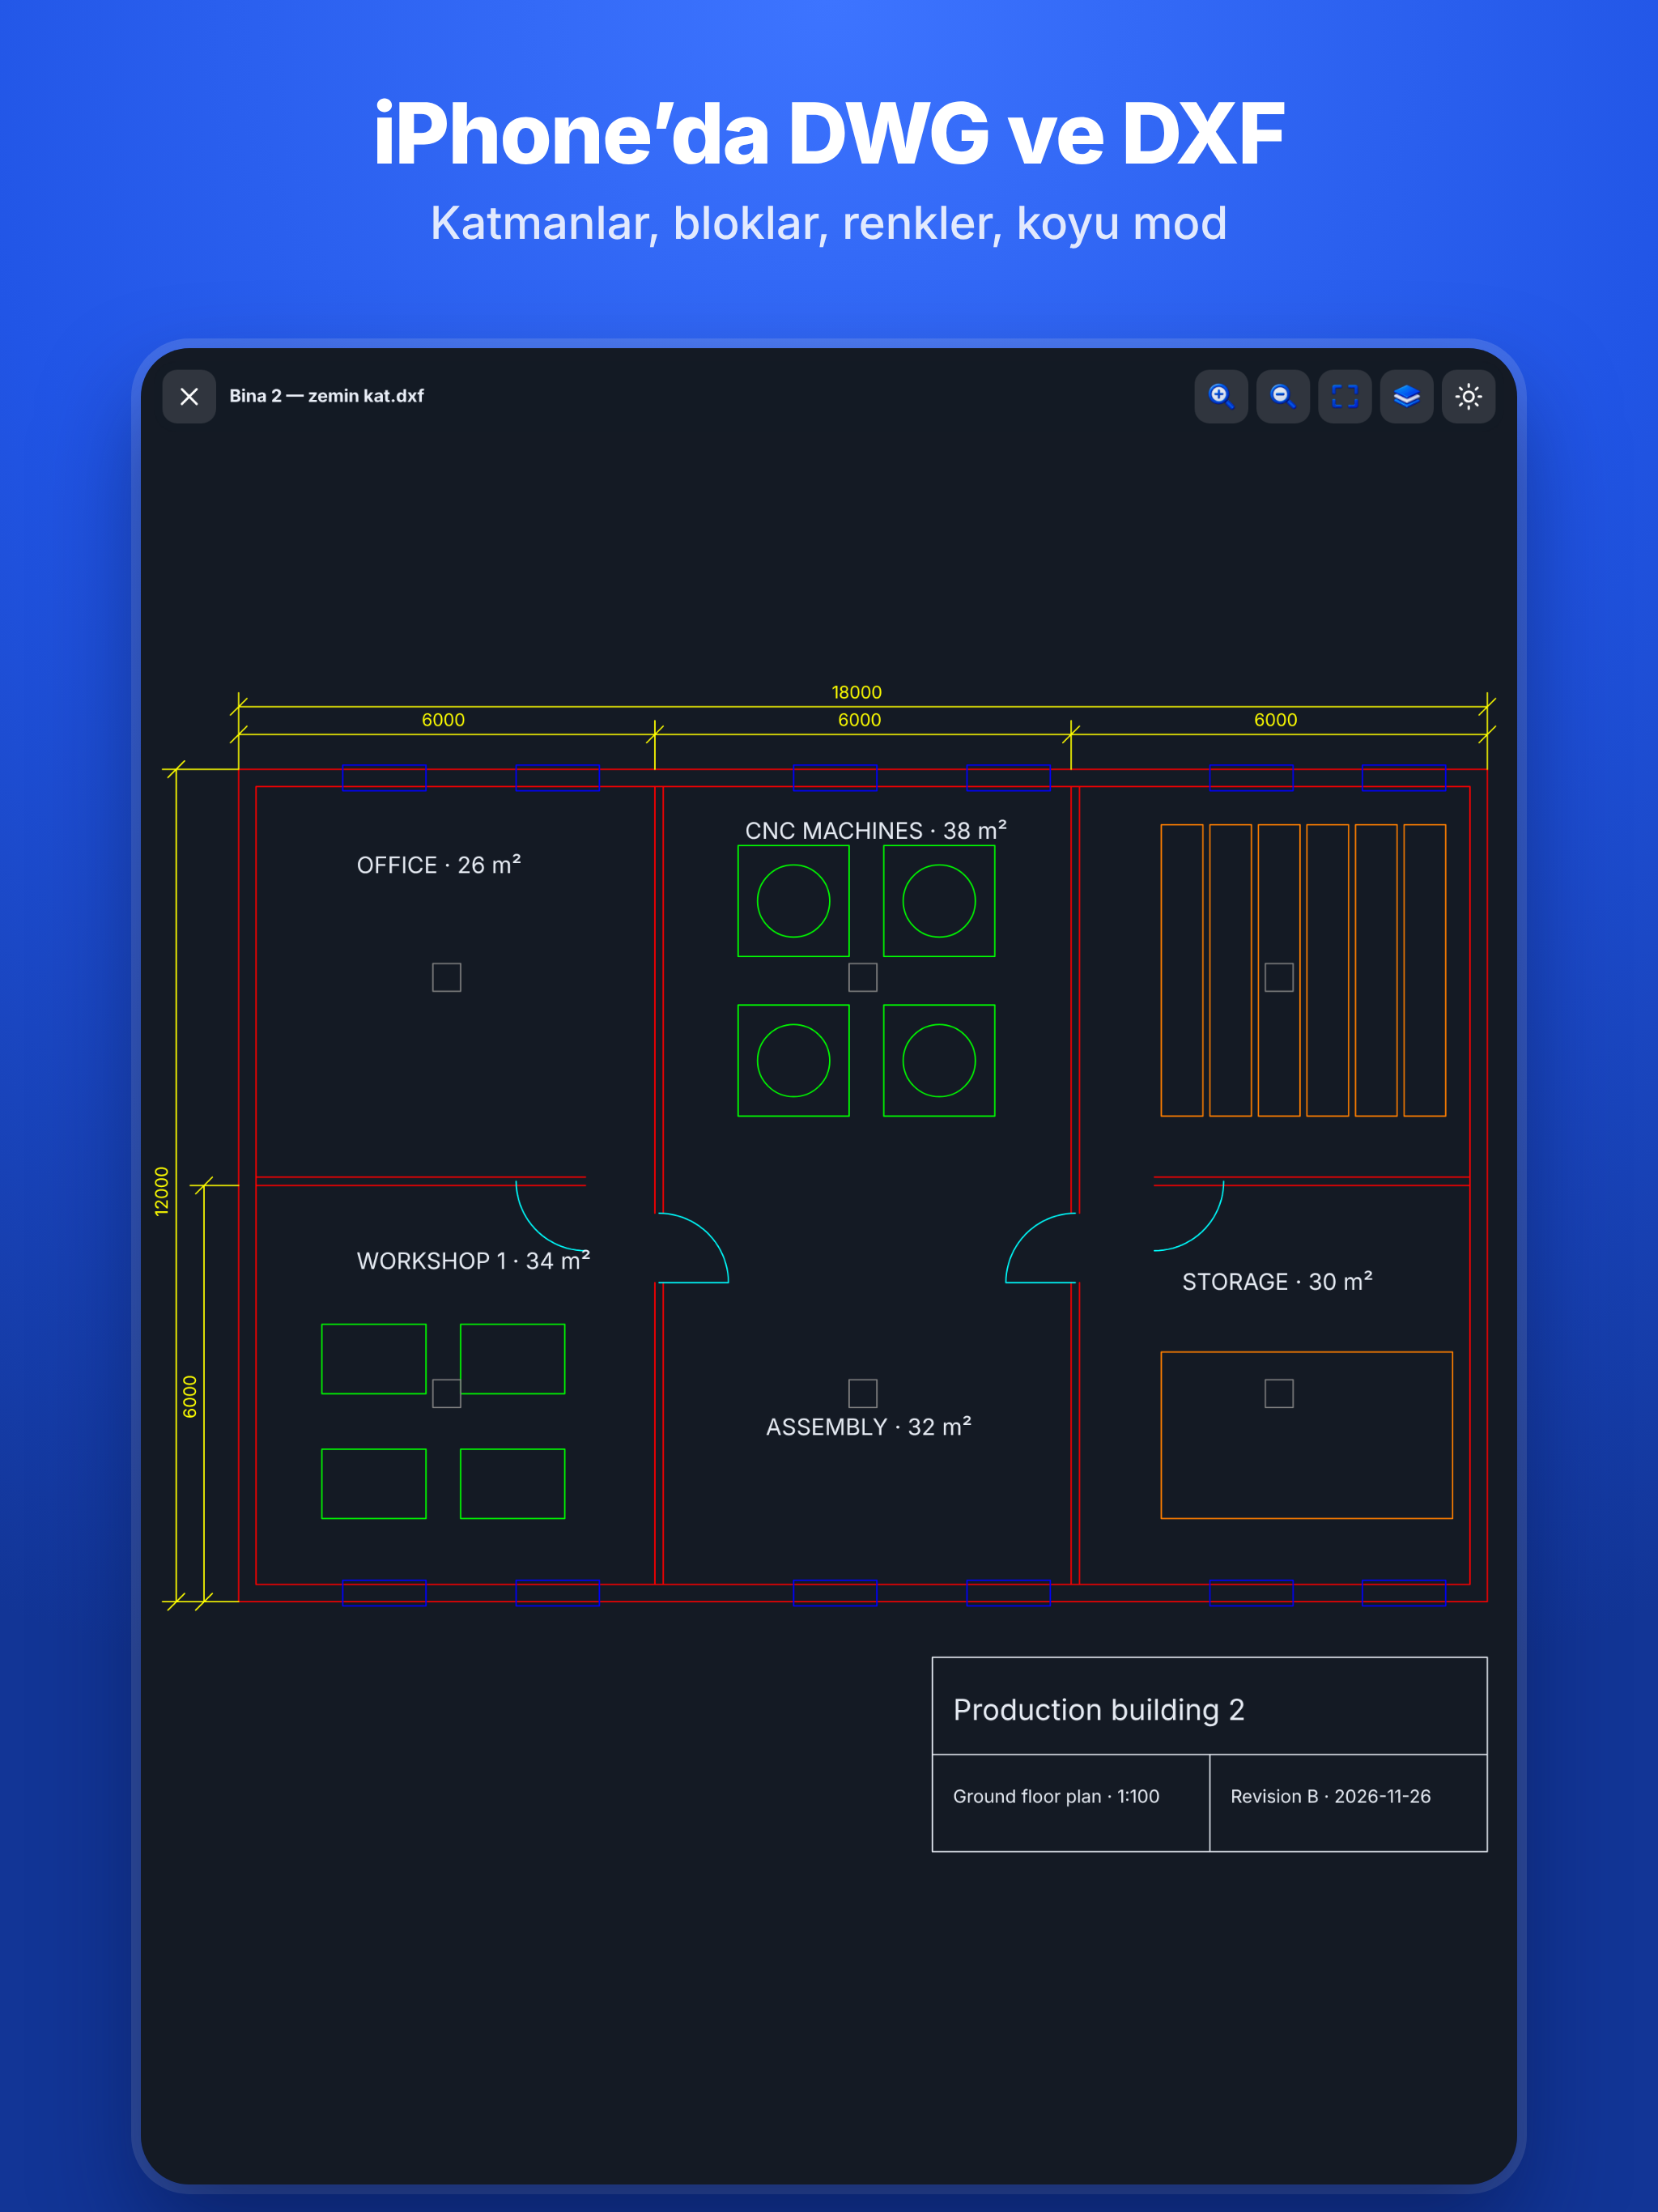 iPhone’da DWG ve DXF
Katmanlar, bloklar, renkler, koyu mod
Bina 2 — zemin kat.dxf
18000
6000
6000
6000
CNC MACHINES · 38 m²
OFFICE · 26 m²
12000
WORKSHOP 1 · 34 m²
STORAGE · 30 m²
6000
ASSEMBLY · 32 m²
Production building 2
Ground floor plan · 1:100
Revision B · 2026-11-26